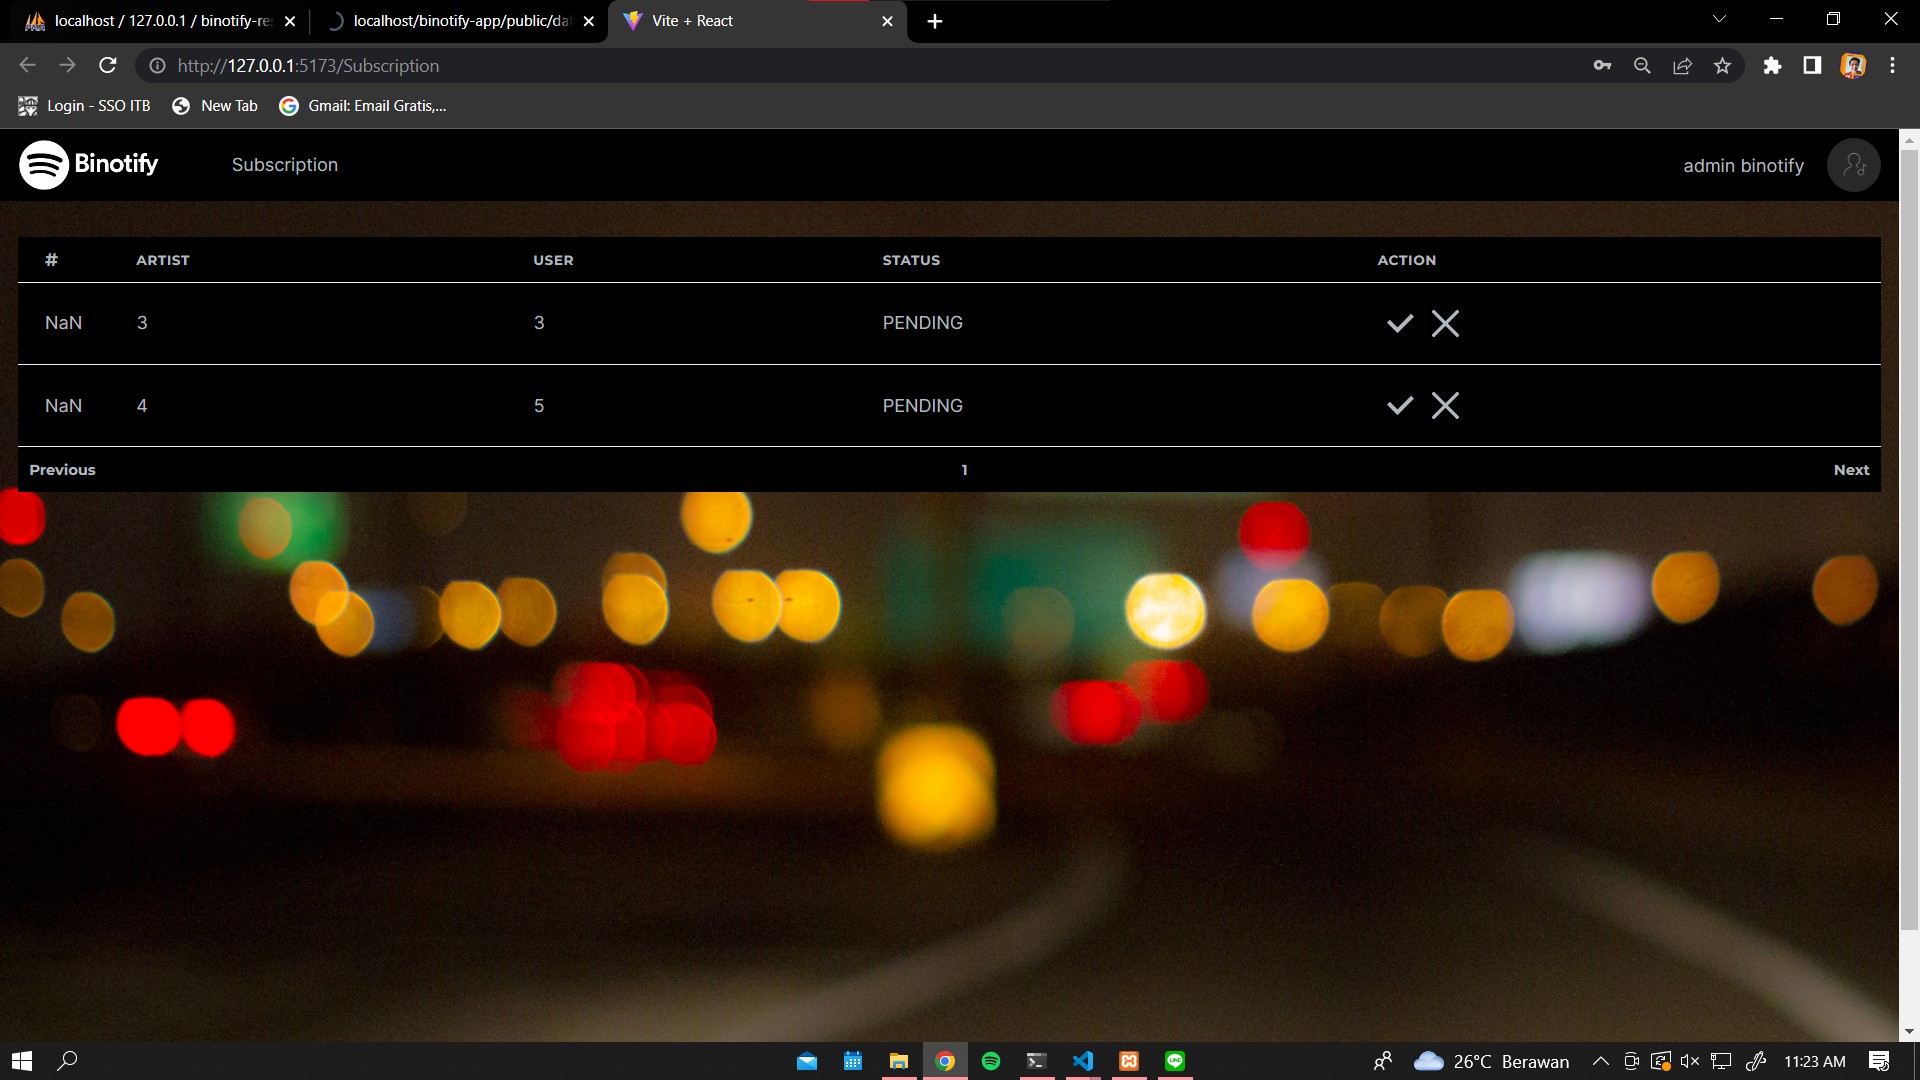 localhost / 127.0.0.1 / binotify-res
localhost/binotify-app/public/da
Vite + React
http://127.0.0.1:5173/Subscription
Login - SSO ITB
New Tab
Gmail: Email Gratis,...
Binotify
Subscription
admin binotify
# ARTIST USER STATUS ACTION
NaN 3 3 PENDING
NaN 4 5 PENDING
Previous 1 Next
26°C Berawan
11:23 AM